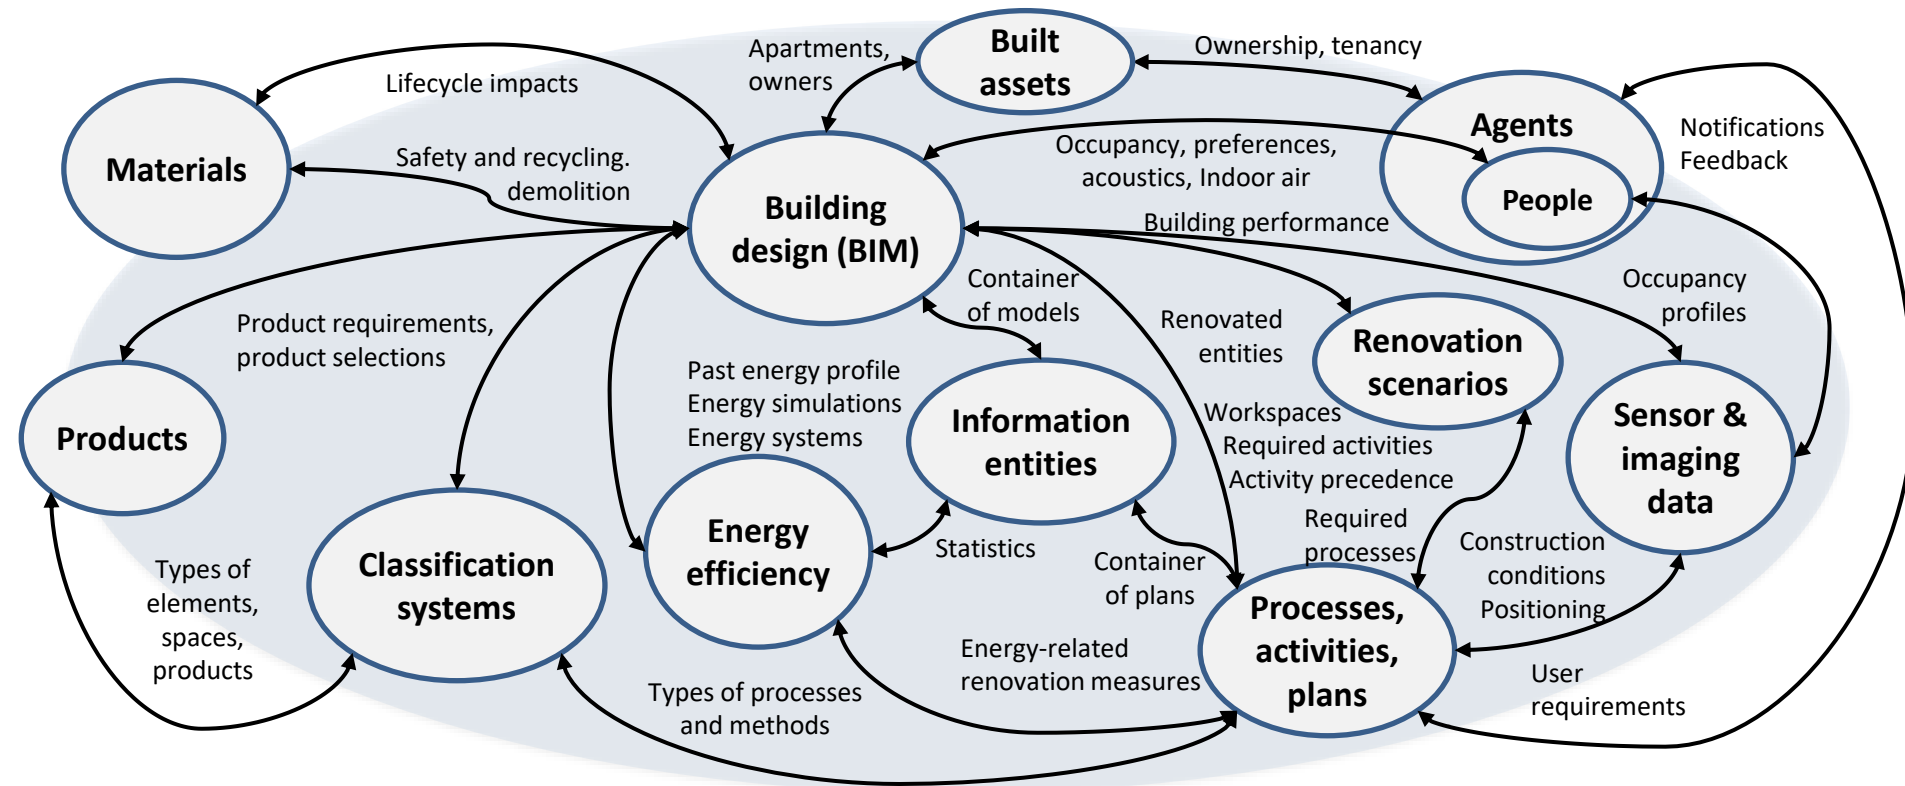 Built
assets
Apartments,
owners
Ownership, tenancy
Lifecycle impacts
Materials
Safety and recycling.
demolition
Agents
People
Notifications
Feedback
Occupancy, preferences,
acoustics, Indoor air
Building performance
Building
design (BIM)
Container
of models
Occupancy
profiles
Product requirements,
product selections
Renovated
entities
Renovation
scenarios
Products
Past energy profile
Energy simulations
Energy systems
Information
entities
Workspaces
Required activities
Activity precedence
Sensor &
imaging
data
Required
processes
Construction
conditions
Positioning
Classification
systems
Energy
efficiency
Statistics
Container
of plans
Types of
elements,
spaces,
products
Processes,
activities,
plans
Energy-related
renovation measures
Types of processes
and methods
User
requirements